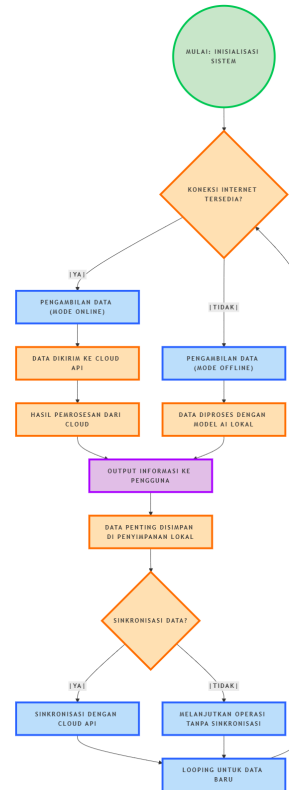 MULAI: INISIALISASI
SISTEM
KONEKSI INTERNET
TERSEDIA?
|YA|
|TIDAK|
PENGAMBILAN DATA
(MODE ONLINE)
DATA DIKIRIM KE CLOUD
API
PENGAMBILAN DATA
(MODE OFFLINE)
HASIL PEMROSESAN DARI
CLOUD
DATA DIPROSES DENGAN
MODEL AI LOKAL
OUTPUT INFORMASI KE
PENGGUNA
DATA PENTING DISIMPAN
DI PENYIMPANAN LOKAL
SINKRONISASI DATA?
|YA|
|TIDAK|
SINKRONISASI DENGAN
CLOUD API
MELANJUTKAN OPERASI
TANPA SINKRONISASI
LOOPING UNTUK DATA
BARU